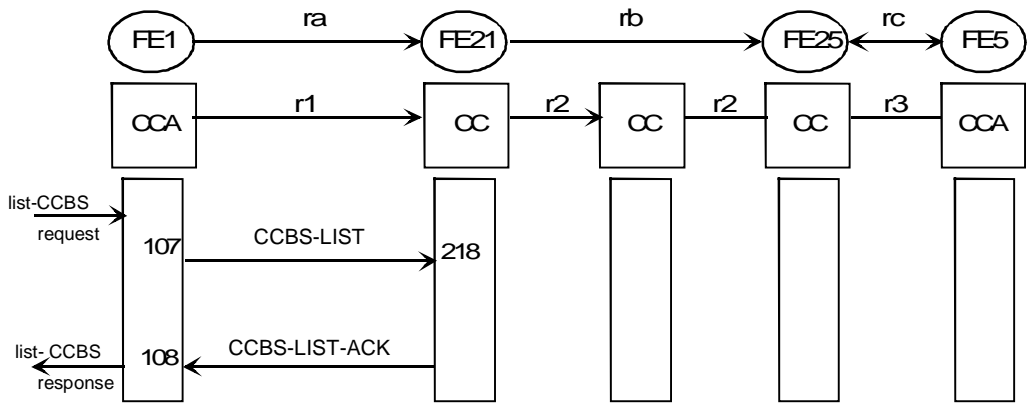 ra rb rc
FE1 FE21 FE25 FE5
r1 r2 r2 r3
CCA CC CC CC CCA
list-CCBS
request
107 CCBS-LIST 218
list- CCBS
response
108 CCBS-LIST-ACK